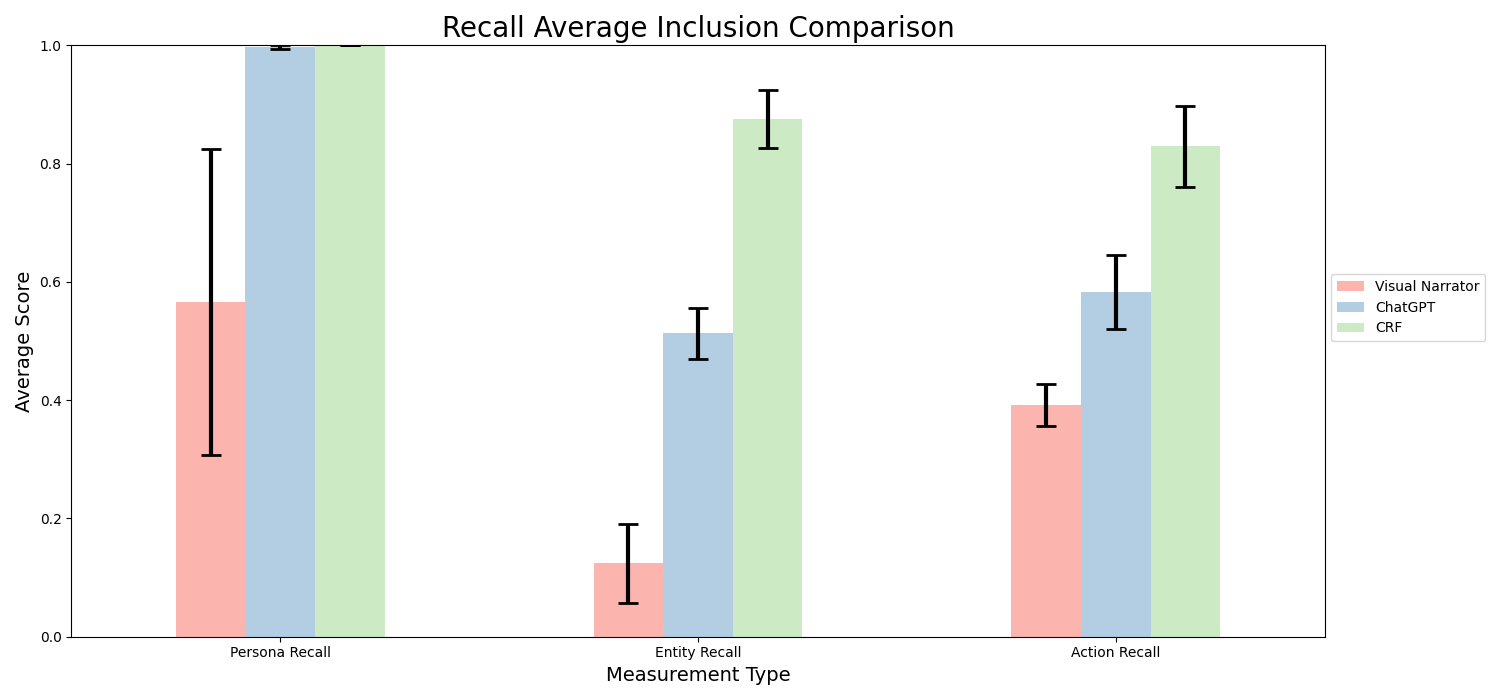 Recall Average Inclusion Comparison
1.0
0.8
0.6
0.4
0.2
0.0
Average Score
Persona Recall
Entity Recall
Action Recall
Measurement Type
Visual Narrator
ChatGPT
CRF